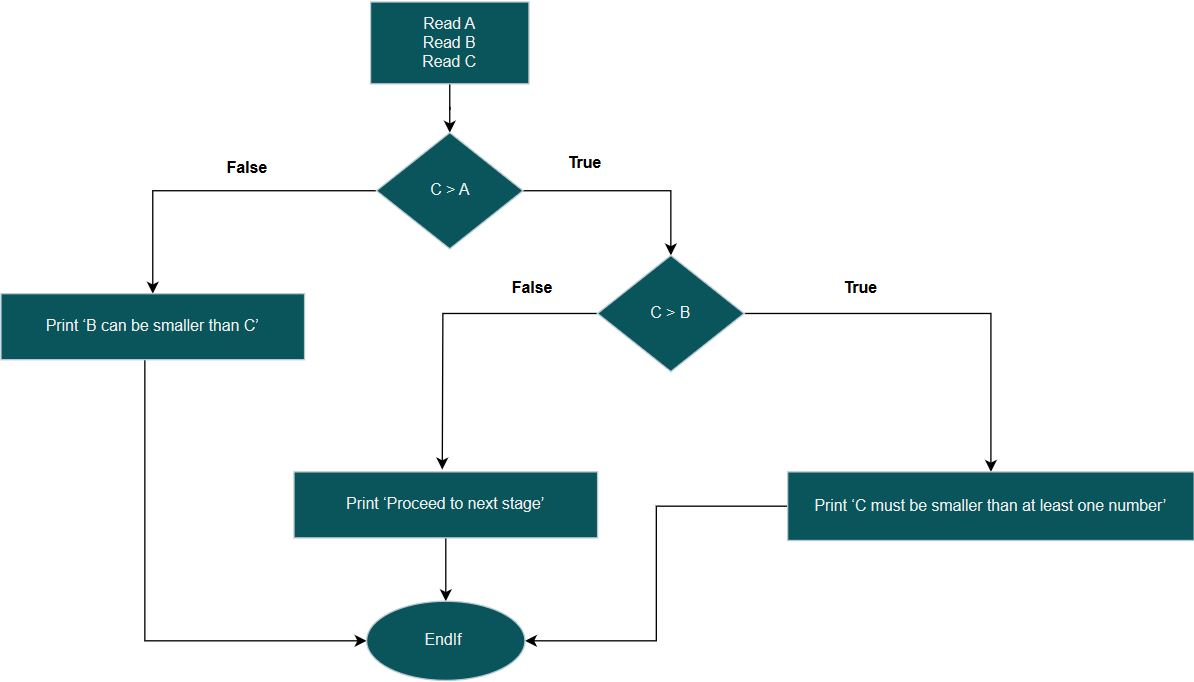 Read A
Read B
Read C
False
True
C > A
False
True
C > B
Print ‘B can be smaller than C’
Print ‘Proceed to next stage’
Print ‘C must be smaller than at least one number’
EndIf